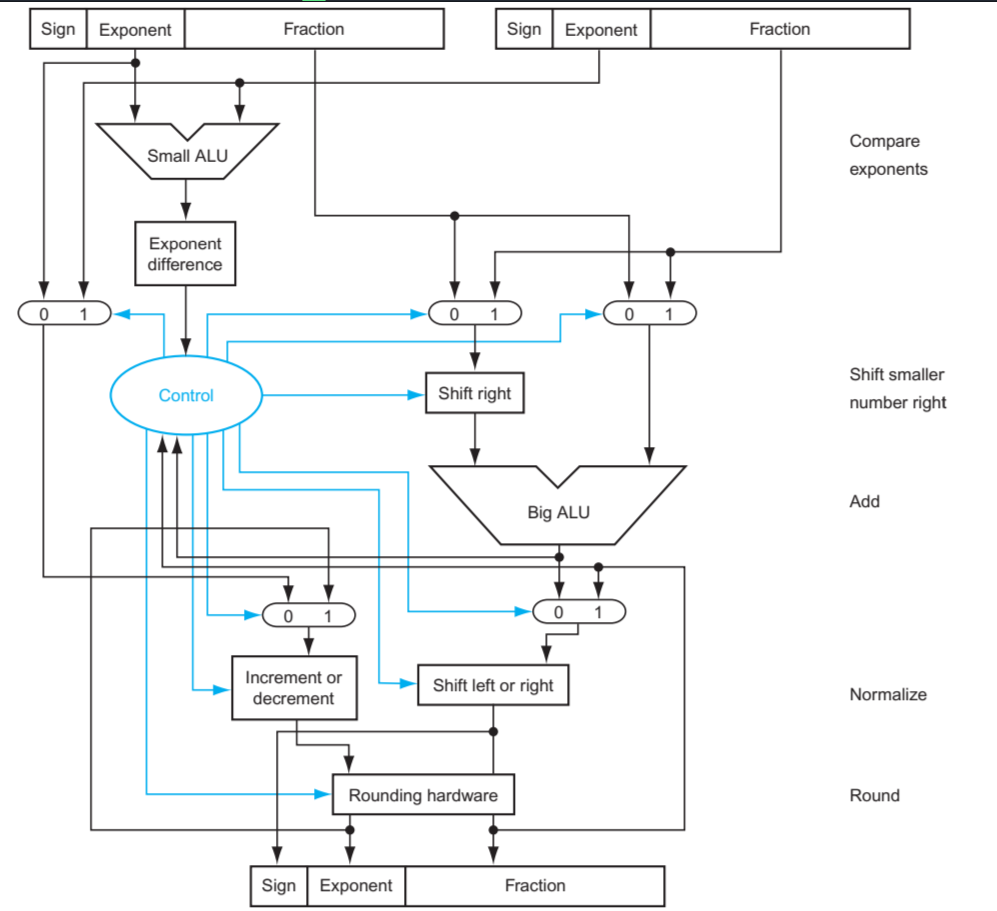 Sign Exponent Fraction Sign Exponent Fraction
Small ALU
Compare
exponents
Exponent
difference
0 1
0 1
0 1
Control
Shift right
Shift smaller
number right
Big ALU
Add
0 1
0 1
Increment or
decrement
Shift left or right
Normalize
Rounding hardware
Round
Sign Exponent Fraction